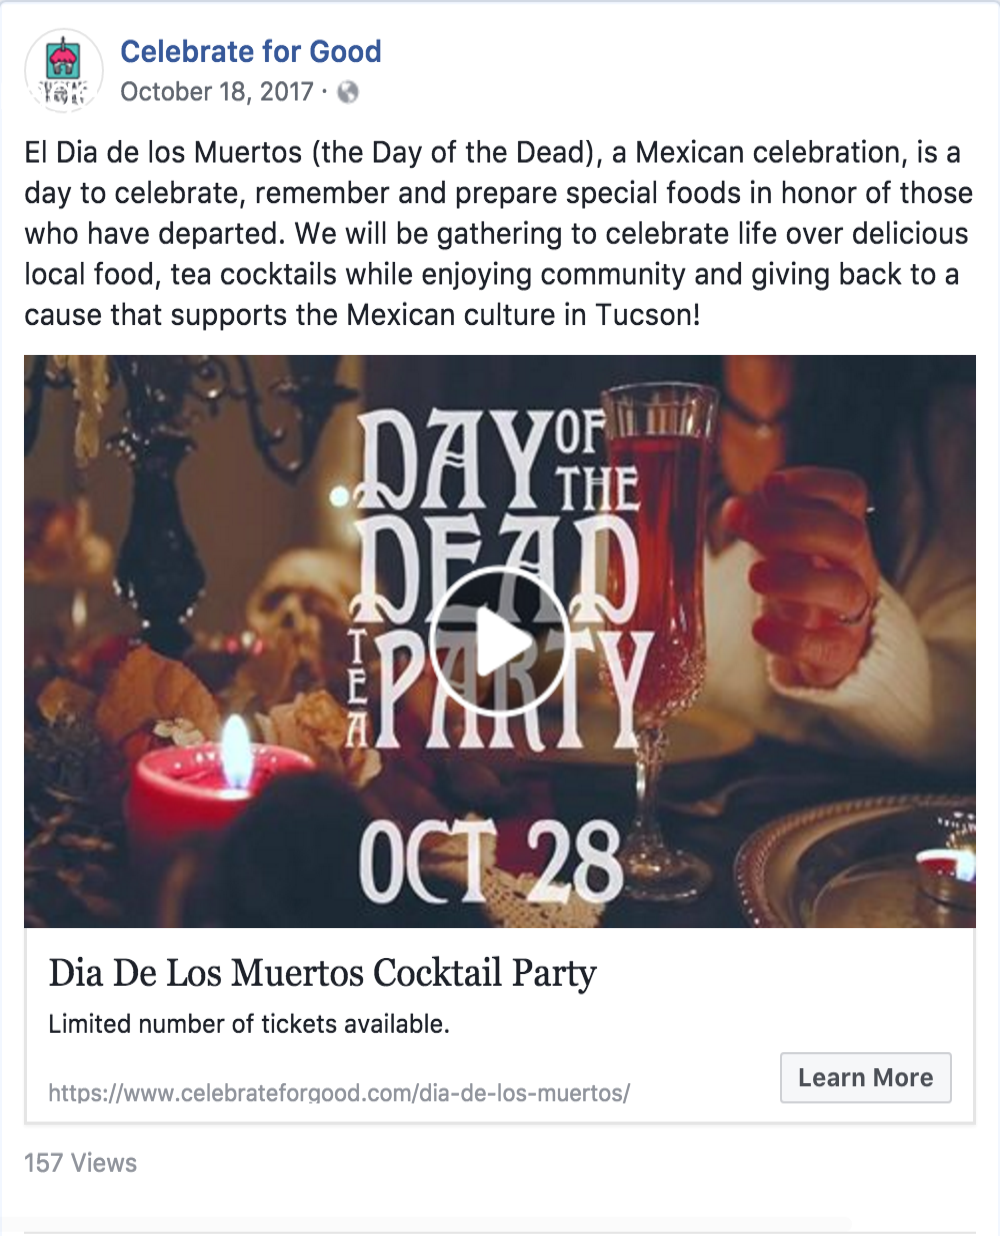 Celebrate for Good
October 18, 2017 ·
El Dia de los Muertos (the Day of the Dead), a Mexican celebration, is a
day to celebrate, remember and prepare special foods in honor of those
who have departed. We will be gathering to celebrate life over delicious
local food, tea cocktails while enjoying community and giving back to a
cause that supports the Mexican culture in Tucson!
DAY OF THE
DEAD
TEA PARTY
OCT 28
Dia De Los Muertos Cocktail Party
Limited number of tickets available.
https://www.celebrateforgood.com/dia-de-los-muertos/
Learn More
157 Views